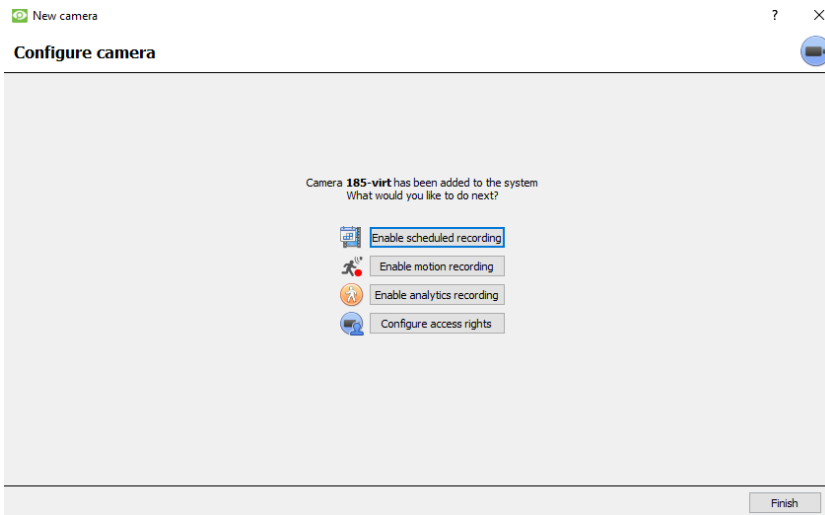 New camera
Configure camera
Camera 185-virt has been added to the system
What would you like to do next?
Enable scheduled recording
Enable motion recording
Enable analytics recording
Configure access rights
Finish